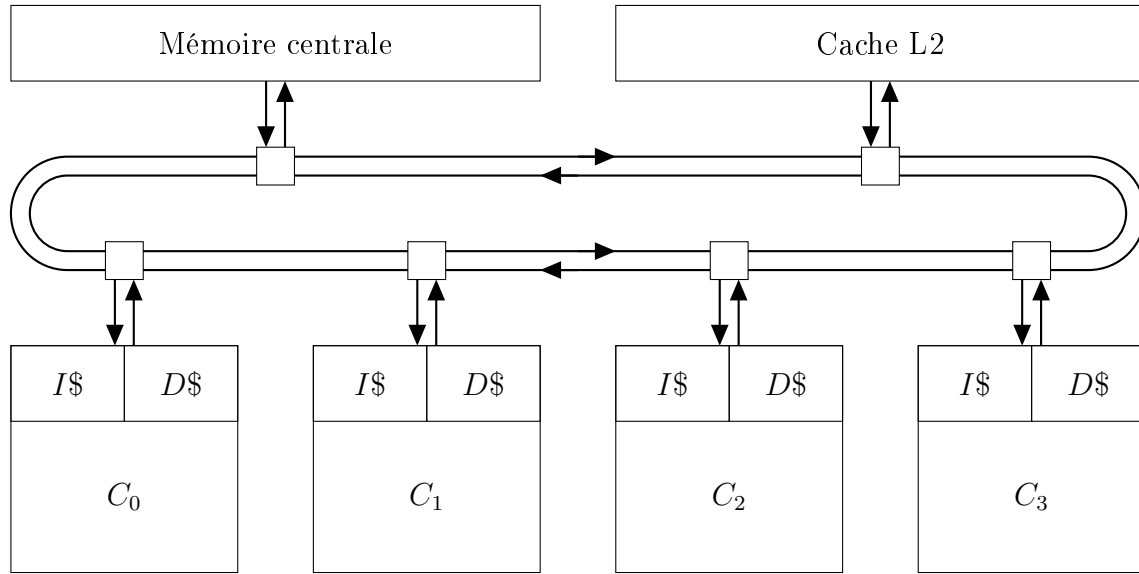 Mémoire centrale
Cache L2
I$ D$
I$ D$
I$ D$
I$ D$
C0
C1
C2
C3